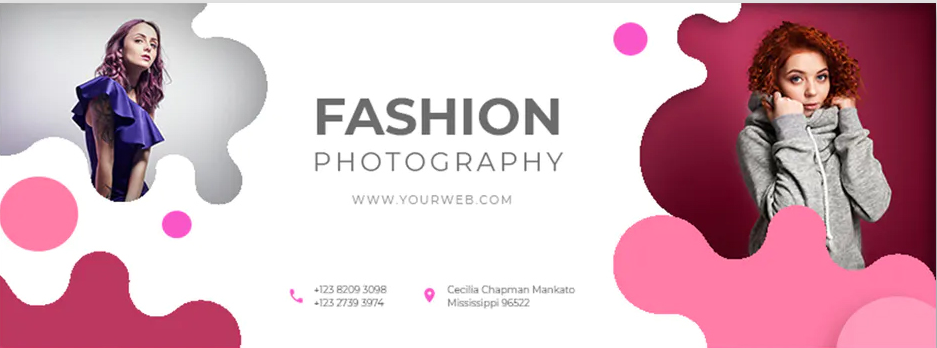 FASHION
PHOTOGRAPHY
WWW.YOURWEB.COM
+123 8209 3098
+123 2739 3974
Cecilia Chapman Mankato
Mississippi 96522